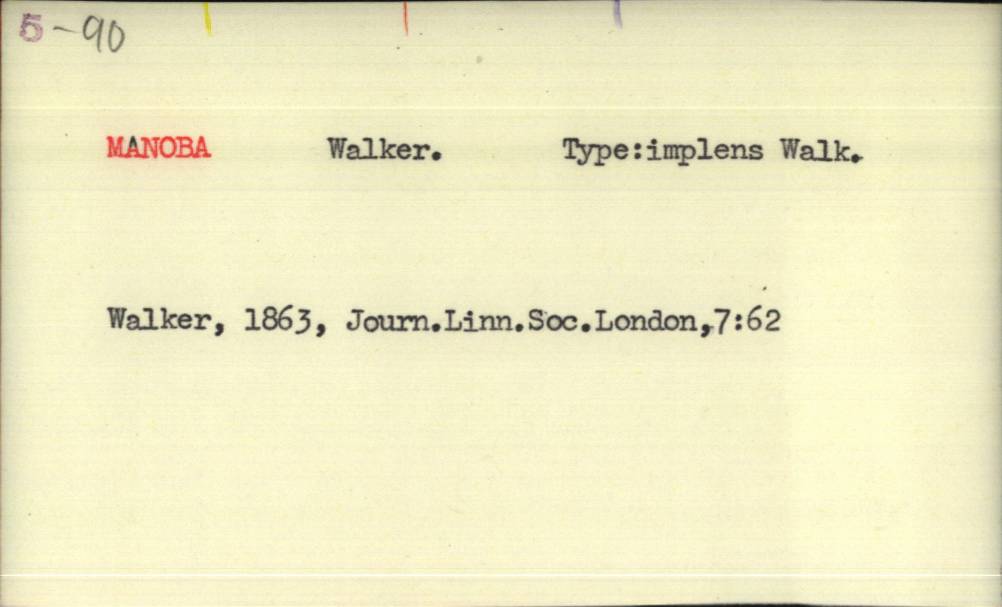 5-90
MANOBA Walker. Type:implens Walk.
Walker, 1863, Journ.Linn.Soc.London,7:62